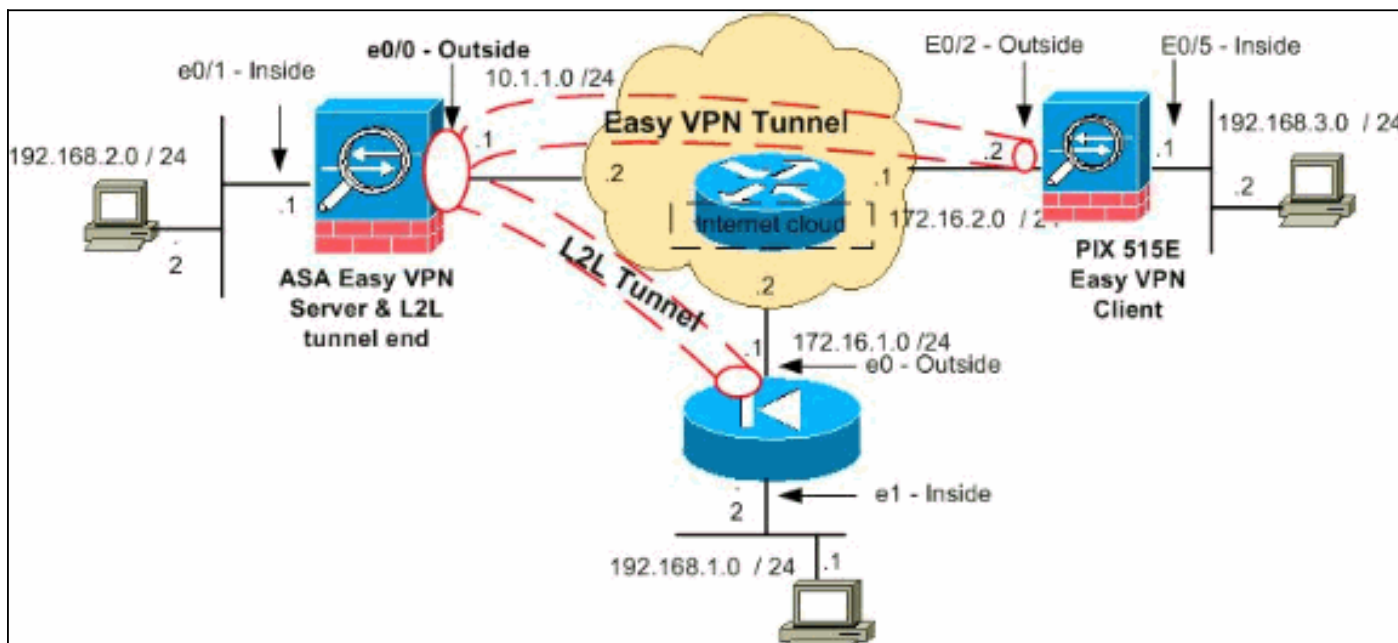 e0/1 - Inside
e0/0 - Outside
10.1.1.0 /24
E0/2 - Outside
E0/5 - Inside
192.168.2.0 / 24
.1
.2
ASA Easy VPN
Server & L2L
tunnel end
.1
Easy VPN Tunnel
.2
Internet cloud
.1
172.16.2.0 / 24
.2
.1
192.168.3.0 / 24
.2
PIX 515E
Easy VPN
Client
L2L Tunnel
.2
.1
172.16.1.0 /24
e0 - Outside
e1 - Inside
.2
192.168.1.0 / 24
.1